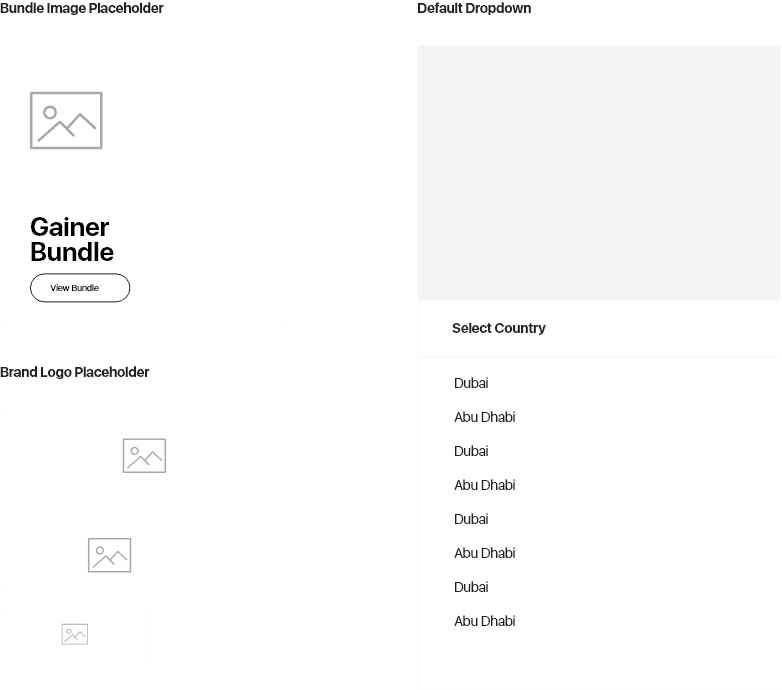 Bundle Image Placeholder
Gainer
Bundle
View Bundle
Brand Logo Placeholder
Default Dropdown
Select Country
Dubai
Abu Dhabi
Dubai
Abu Dhabi
Dubai
Abu Dhabi
Dubai
Abu Dhabi